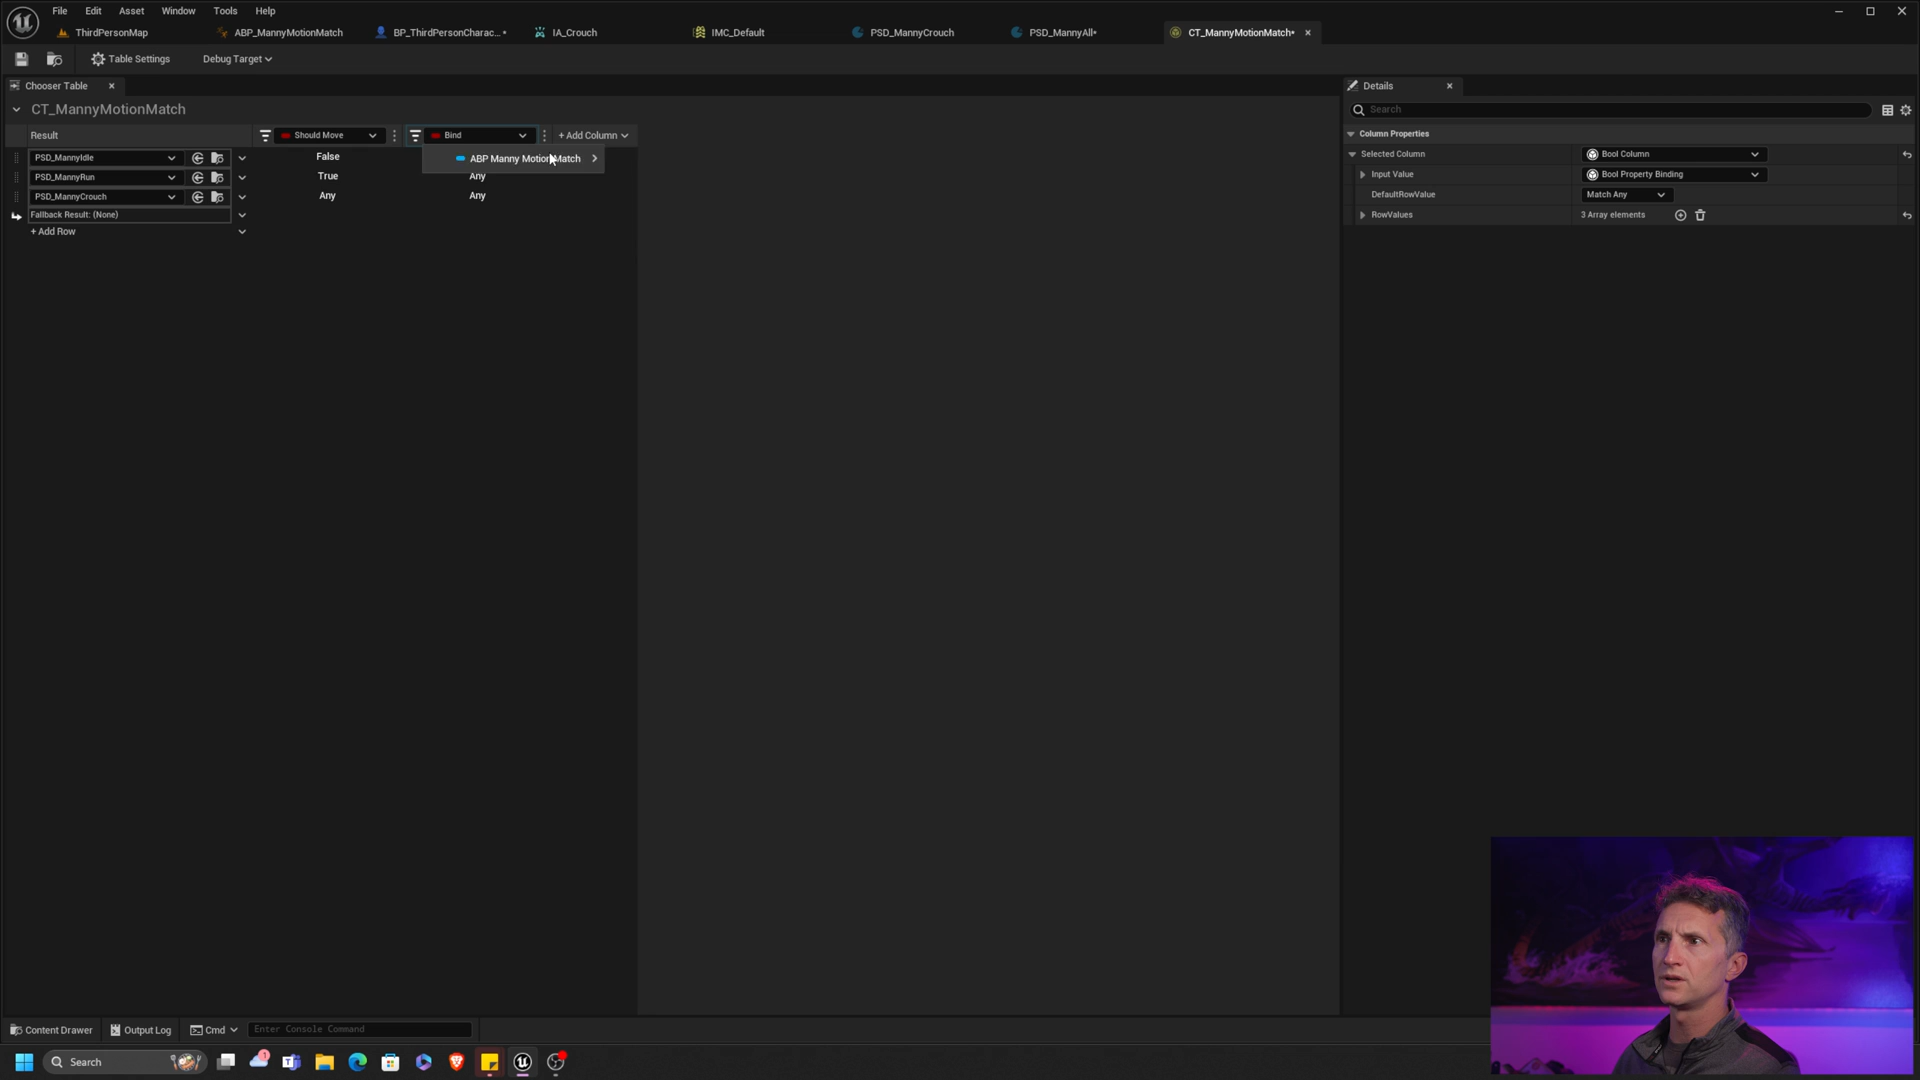 File Edit Asset Window Tools Help
ThirdPersonMap ABP_MannyMotionMatch BP_ThirdPersonCharac...* IA_Crouch IMC_Default PSD_MannyCrouch PSD_MannyAll* CT_MannyMotionMatch*
Table Settings Debug Target
Chooser Table Details
CT_MannyMotionMatch Search
Result Should Move Bind + Add Column Column Properties
PSD_MannyIdle False ABP Manny MotionMatch Selected Column Bool Column
PSD_MannyRun True Any Input Value Bool Property Binding
PSD_MannyCrouch Any Any DefaultRowValue Match Any
Fallback Result: (None) RowValues 3 Array elements
+ Add Row
Content Drawer Output Log Cmd Enter Console Command
Search 1